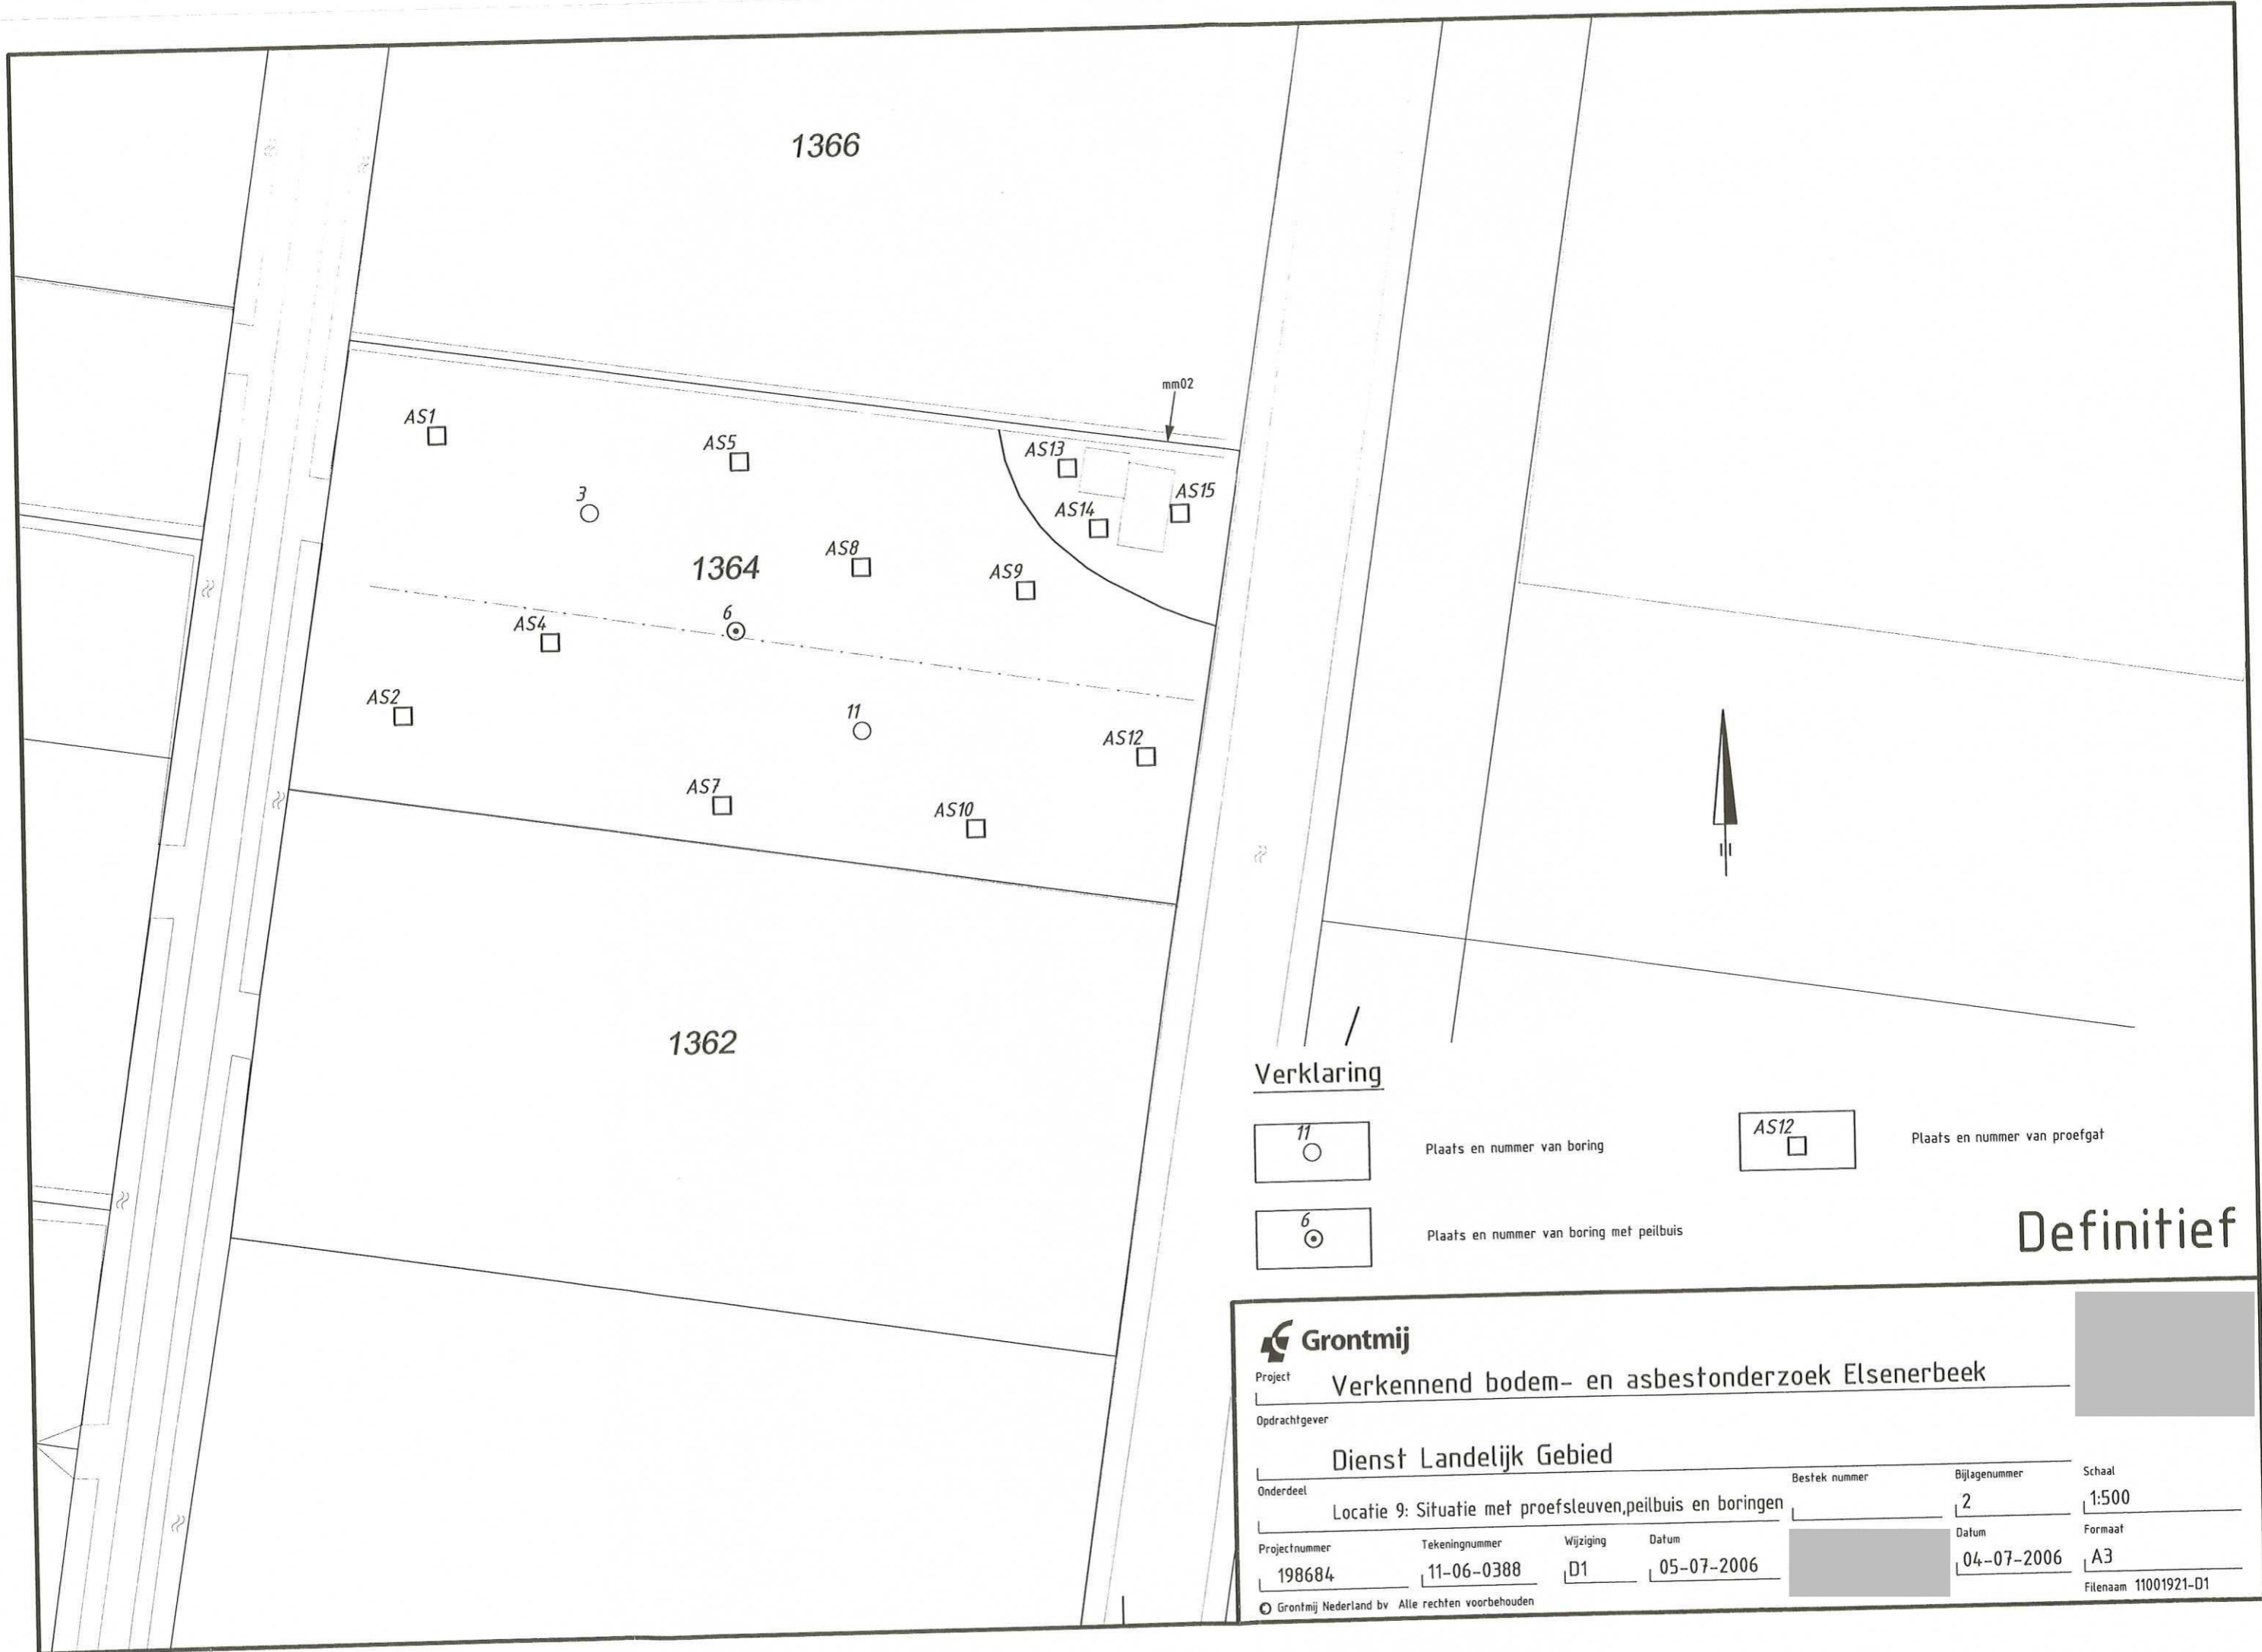 1366
mm02
AS1
AS5
AS13
3
AS15
AS14
1364
AS8
AS9
6
AS4
AS2
11
AS12
AS7
AS10
1362
Verklaring
11
Plaats en nummer van boring
AS12
Plaats en nummer van proefgat
6
Plaats en nummer van boring met peilbuis
Definitief
Grontmij
Project
Verkennend bodem- en asbestonderzoek Elsenerbeek
Opdrachtgever
Dienst Landelijk Gebied
Onderdeel
Bestek nummer
Bijlagenummer
Schaal
Locatie 9: Situatie met proefsleuven,peilbuis en boringen
2
1:500
Projectnummer
Tekeningnummer
Wijziging
Datum
Datum
Formaat
198684
11-06-0388
D1
05-07-2006
04-07-2006
A3
Filenaam 11001921-D1
© Grontmij Nederland bv Alle rechten voorbehouden